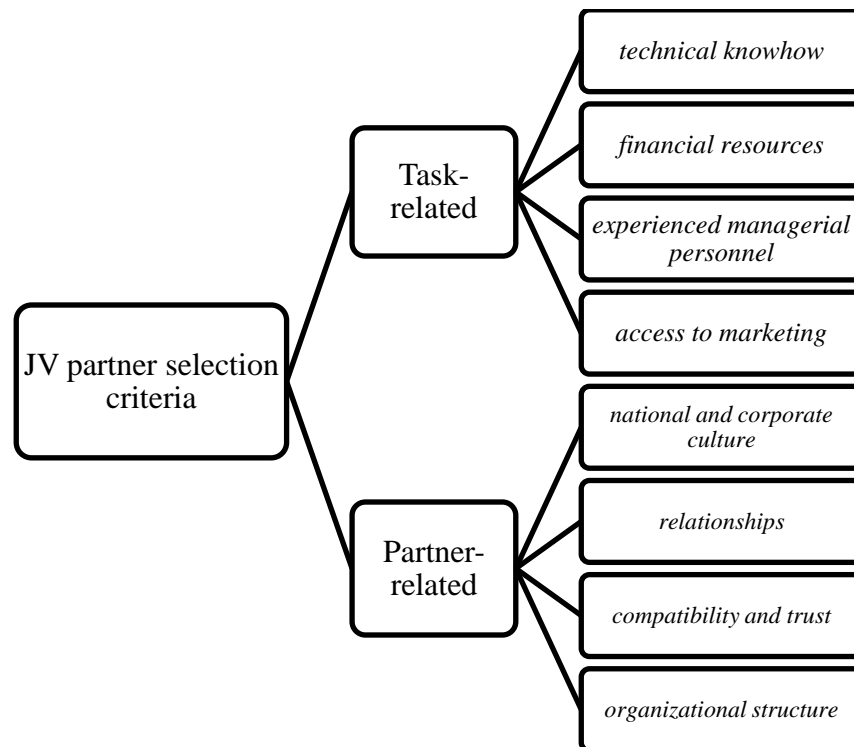 technical knowhow
financial resources
Task-
related
experienced managerial
personnel
access to marketing
JV partner selection
criteria
national and corporate
culture
relationships
Partner-
related
compatibility and trust
organizational structure